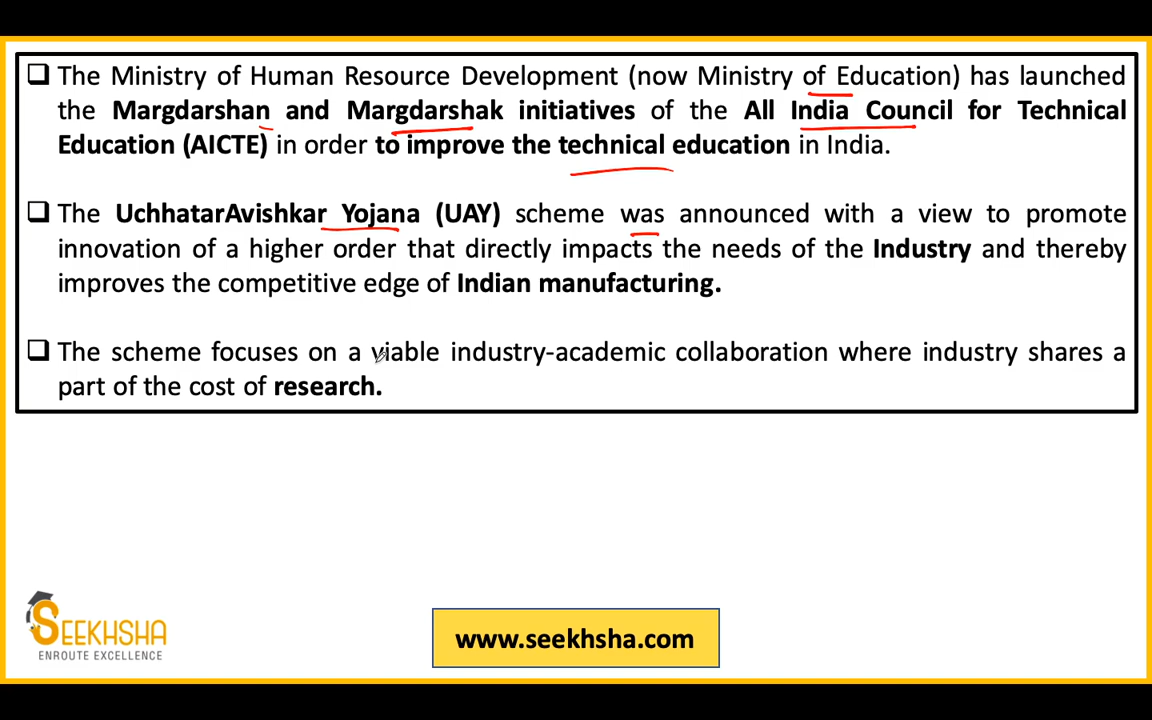 ❑ The Ministry of Human Resource Development (now Ministry of Education) has launched
the Margdarshan and Margdarshak initiatives of the All India Council for Technical
Education (AICTE) in order to improve the technical education in India.
❑ The UchhatarAvishkar Yojana (UAY) scheme was announced with a view to promote
innovation of a higher order that directly impacts the needs of the Industry and thereby
improves the competitive edge of Indian manufacturing.
❑ The scheme focuses on a viable industry-academic collaboration where industry shares a
part of the cost of research.
SEEKHSHA
ENROUTE EXCELLENCE
www.seekhsha.com